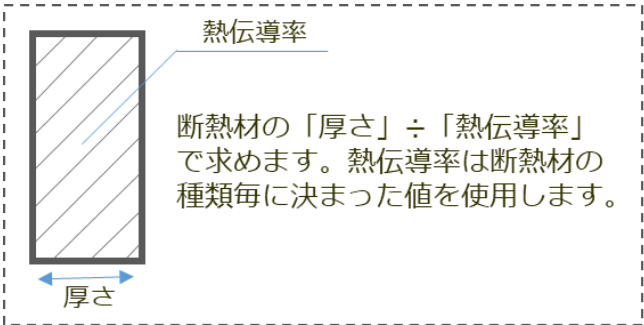 熱伝導率
断熱材の「厚さ」÷「熱伝導率」
で求めます。熱伝導率は断熱材の
種類毎に決まった値を使用します。
厚さ